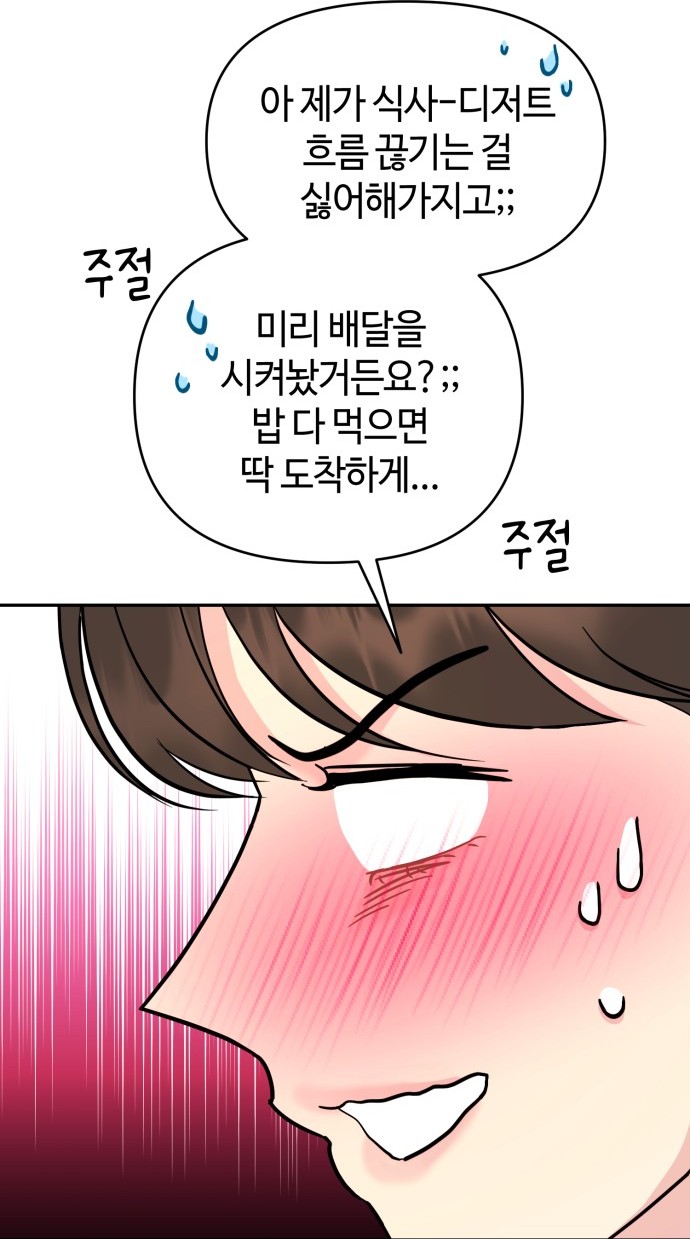 아 제가 식사-디저트
흐름 끊기는 걸
싫어해가지고;;
주절
미리 배달을
시켜놨거든요?;;
밥 다 먹으면
딱 도착하게...
주절